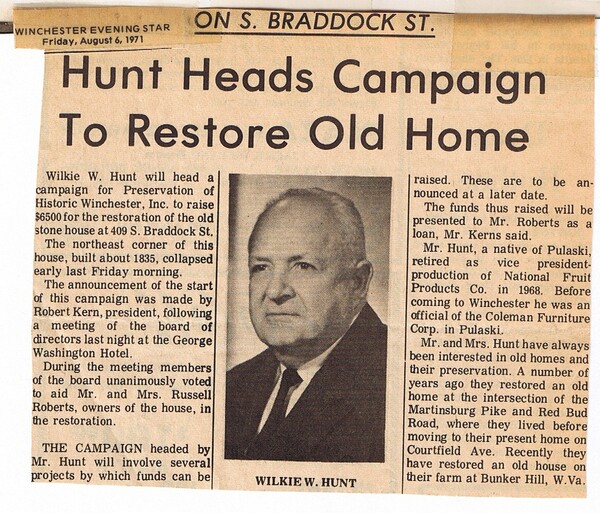 WINCHESTER EVENING STAR
Friday, August 6, 1971
ON S. BRADDOCK ST.
Hunt Heads Campaign
To Restore Old Home
Wilkie W. Hunt will head a
campaign for Preservation of
Historic Winchester, Inc. to raise
$6500 for the restoration of the old
stone house at 409 S. Braddock St.
The northeast corner of this
house, built about 1835, collapsed
early last Friday morning.
The announcement of the start
of this campaign was made by
Robert Kern, president, following
a meeting of the board of
directors last night at the George
Washington Hotel.
During the meeting members
of the board unanimously voted
to aid Mr. and Mrs. Russell
Roberts, owners of the house, in
the restoration.
THE CAMPAIGN headed by
Mr. Hunt will involve several
projects by which funds can be
WILKIE W. HUNT
raised. These are to be an-
nounced at a later date.
The funds thus raised will be
presented to Mr. Roberts as a
loan, Mr. Kerns said.
Mr. Hunt, a native of Pulaski,
retired as vice president-
production of National Fruit
Products Co. in 1968. Before
coming to Winchester he was an
official of the Coleman Furniture
Corp. in Pulaski.
Mr. and Mrs. Hunt have always
been interested in old homes and
their preservation. A number of
years ago they restored an old
home at the intersection of the
Martinsburg Pike and Red Bud
Road, where they lived before
moving to their present home on
Courtfield Ave. Recently they
have restored an old house on
their farm at Bunker Hill, W.Va.